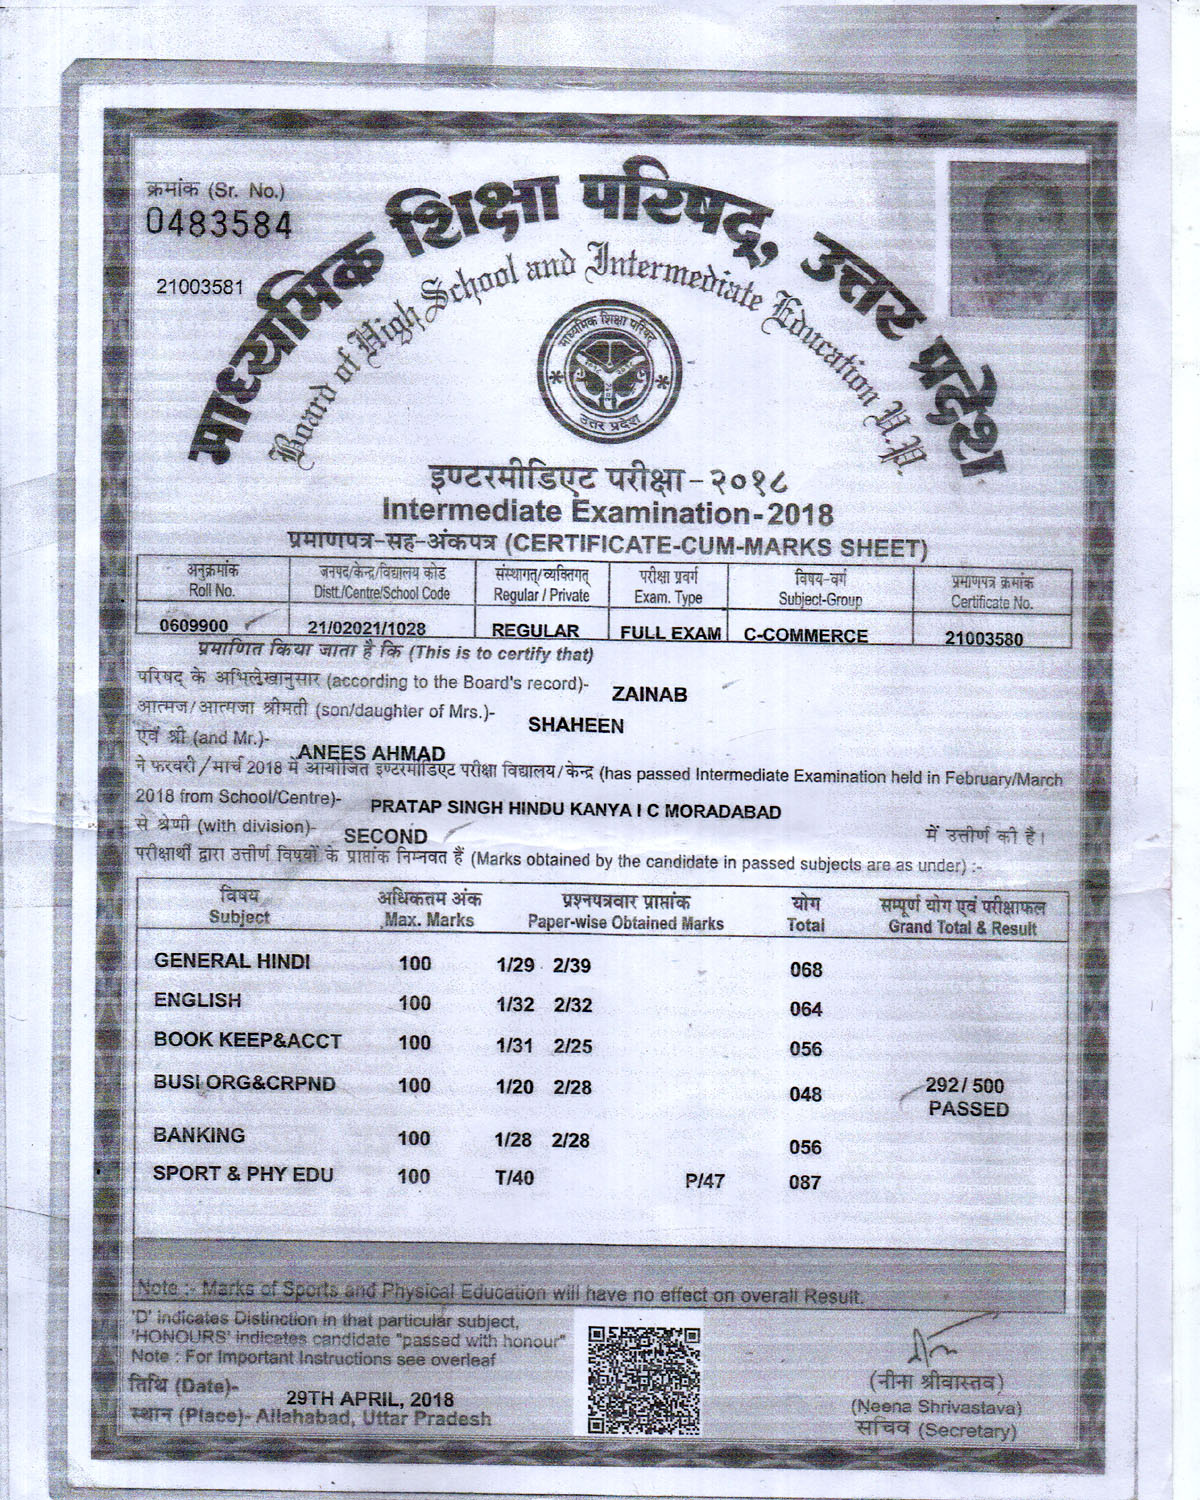 क्रमांक (Sr. No.)
0483584
21003581
माध्यमिक शिक्षा परिषद्, उत्तर प्रदेश
Board of High School and Intermediate Education U.P.
माध्यमिक शिक्षा परिषद
उत्तर प्रदेश
इण्टरमीडिएट परीक्षा-२०१८
Intermediate Examination-2018
प्रमाणपत्र-सह-अंकपत्र (CERTIFICATE-CUM-MARKS SHEET)
अनुक्रमांक जनपद/केन्द्र/विद्यालय कोड संस्थागत/व्यक्तिगत परीक्षा प्रवर्ग विषय-वर्ग प्रमाणपत्र क्रमांक
Roll No. Distt./Centre/School Code Regular / Private Exam. Type Subject-Group Certificate No.
0609900 21/02021/1028 REGULAR FULL EXAM C-COMMERCE 21003580
प्रमाणित किया जाता है कि (This is to certify that)
परिषद के अभिलेखानुसार (according to the Board's record)- ZAINAB
आत्मज/आत्मजा श्रीमती (son/daughter of Mrs.)- SHAHEEN
एवं श्री (and Mr.)- ANEES AHMAD
ने फरवरी/मार्च 2018 में आयोजित इण्टरमीडिएट परीक्षा विद्यालय/केन्द्र (has passed Intermediate Examination held in February/March
2018 from School/Centre)- PRATAP SINGH HINDU KANYA I C MORADABAD
से श्रेणी (with division)- SECOND में उत्तीर्ण की है।
परीक्षार्थी द्वारा उत्तीर्ण विषयों के प्राप्तांक निम्नवत हैं (Marks obtained by the candidate in passed subjects are as under) :-
विषय अधिकतम अंक प्रश्नपत्रवार प्राप्तांक योग सम्पूर्ण योग एवं परीक्षाफल
Subject Max. Marks Paper-wise Obtained Marks Total Grand Total & Result
GENERAL HINDI 100 1/29 2/39 068
ENGLISH 100 1/32 2/32 064
BOOK KEEP&ACCT 100 1/31 2/25 056
BUSI ORG&CRPND 100 1/20 2/28 048 292/ 500
PASSED
BANKING 100 1/28 2/28 056
SPORT & PHY EDU 100 T/40 P/47 087
Note :- Marks of Sports and Physical Education will have no effect on overall Result.
'D' indicates Distinction in that particular subject,
'HONOURS' indicates candidate "passed with honour"
Note : For Important Instructions see overleaf
तिथि (Date)- 29TH APRIL, 2018
स्थान (Place)- Allahabad, Uttar Pradesh
(नीना श्रीवास्तव)
(Neena Shrivastava)
सचिव (Secretary)